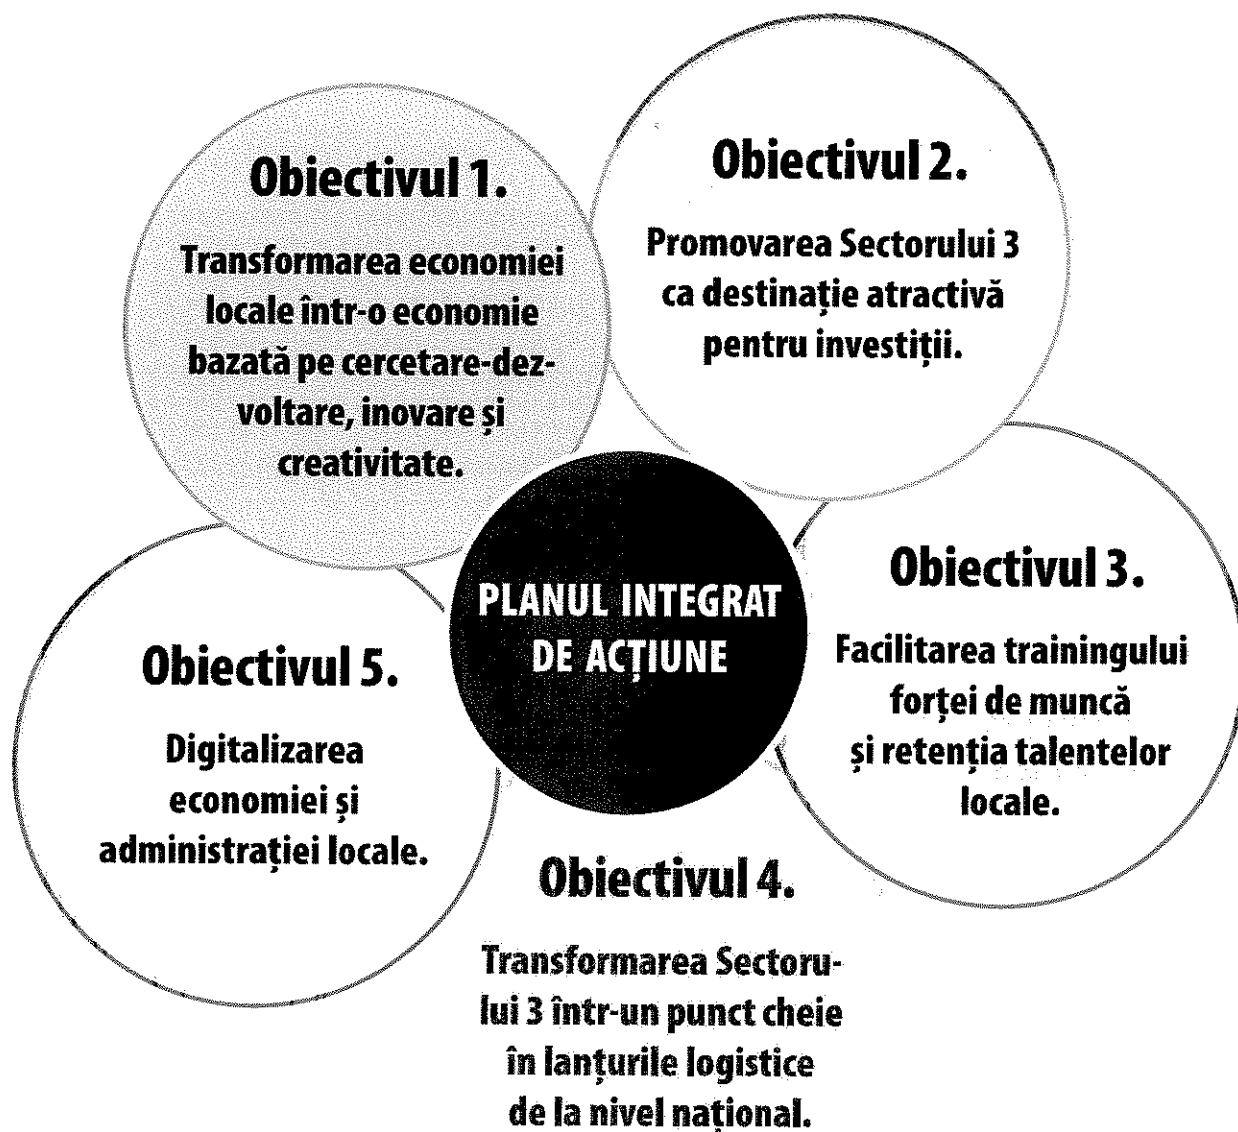 Obiectivul 1.
Transformarea economiei
locale într-o economie
bazată pe cercetare-dez-
voltare, inovare și
creativitate.
Obiectivul 2.
Promovarea Sectorului 3
ca destinație atractivă
pentru investiții.
Obiectivul 3.
Facilitarea trainingului
forței de muncă
și retenția talentelor
locale.
Obiectivul 4.
Transformarea Sectoru-
lui 3 într-un punct cheie
în lanțurile logistice
de la nivel național.
Obiectivul 5.
Digitalizarea
economiei și
administrației locale.
PLANUL INTEGRAT
DE ACȚIUNE